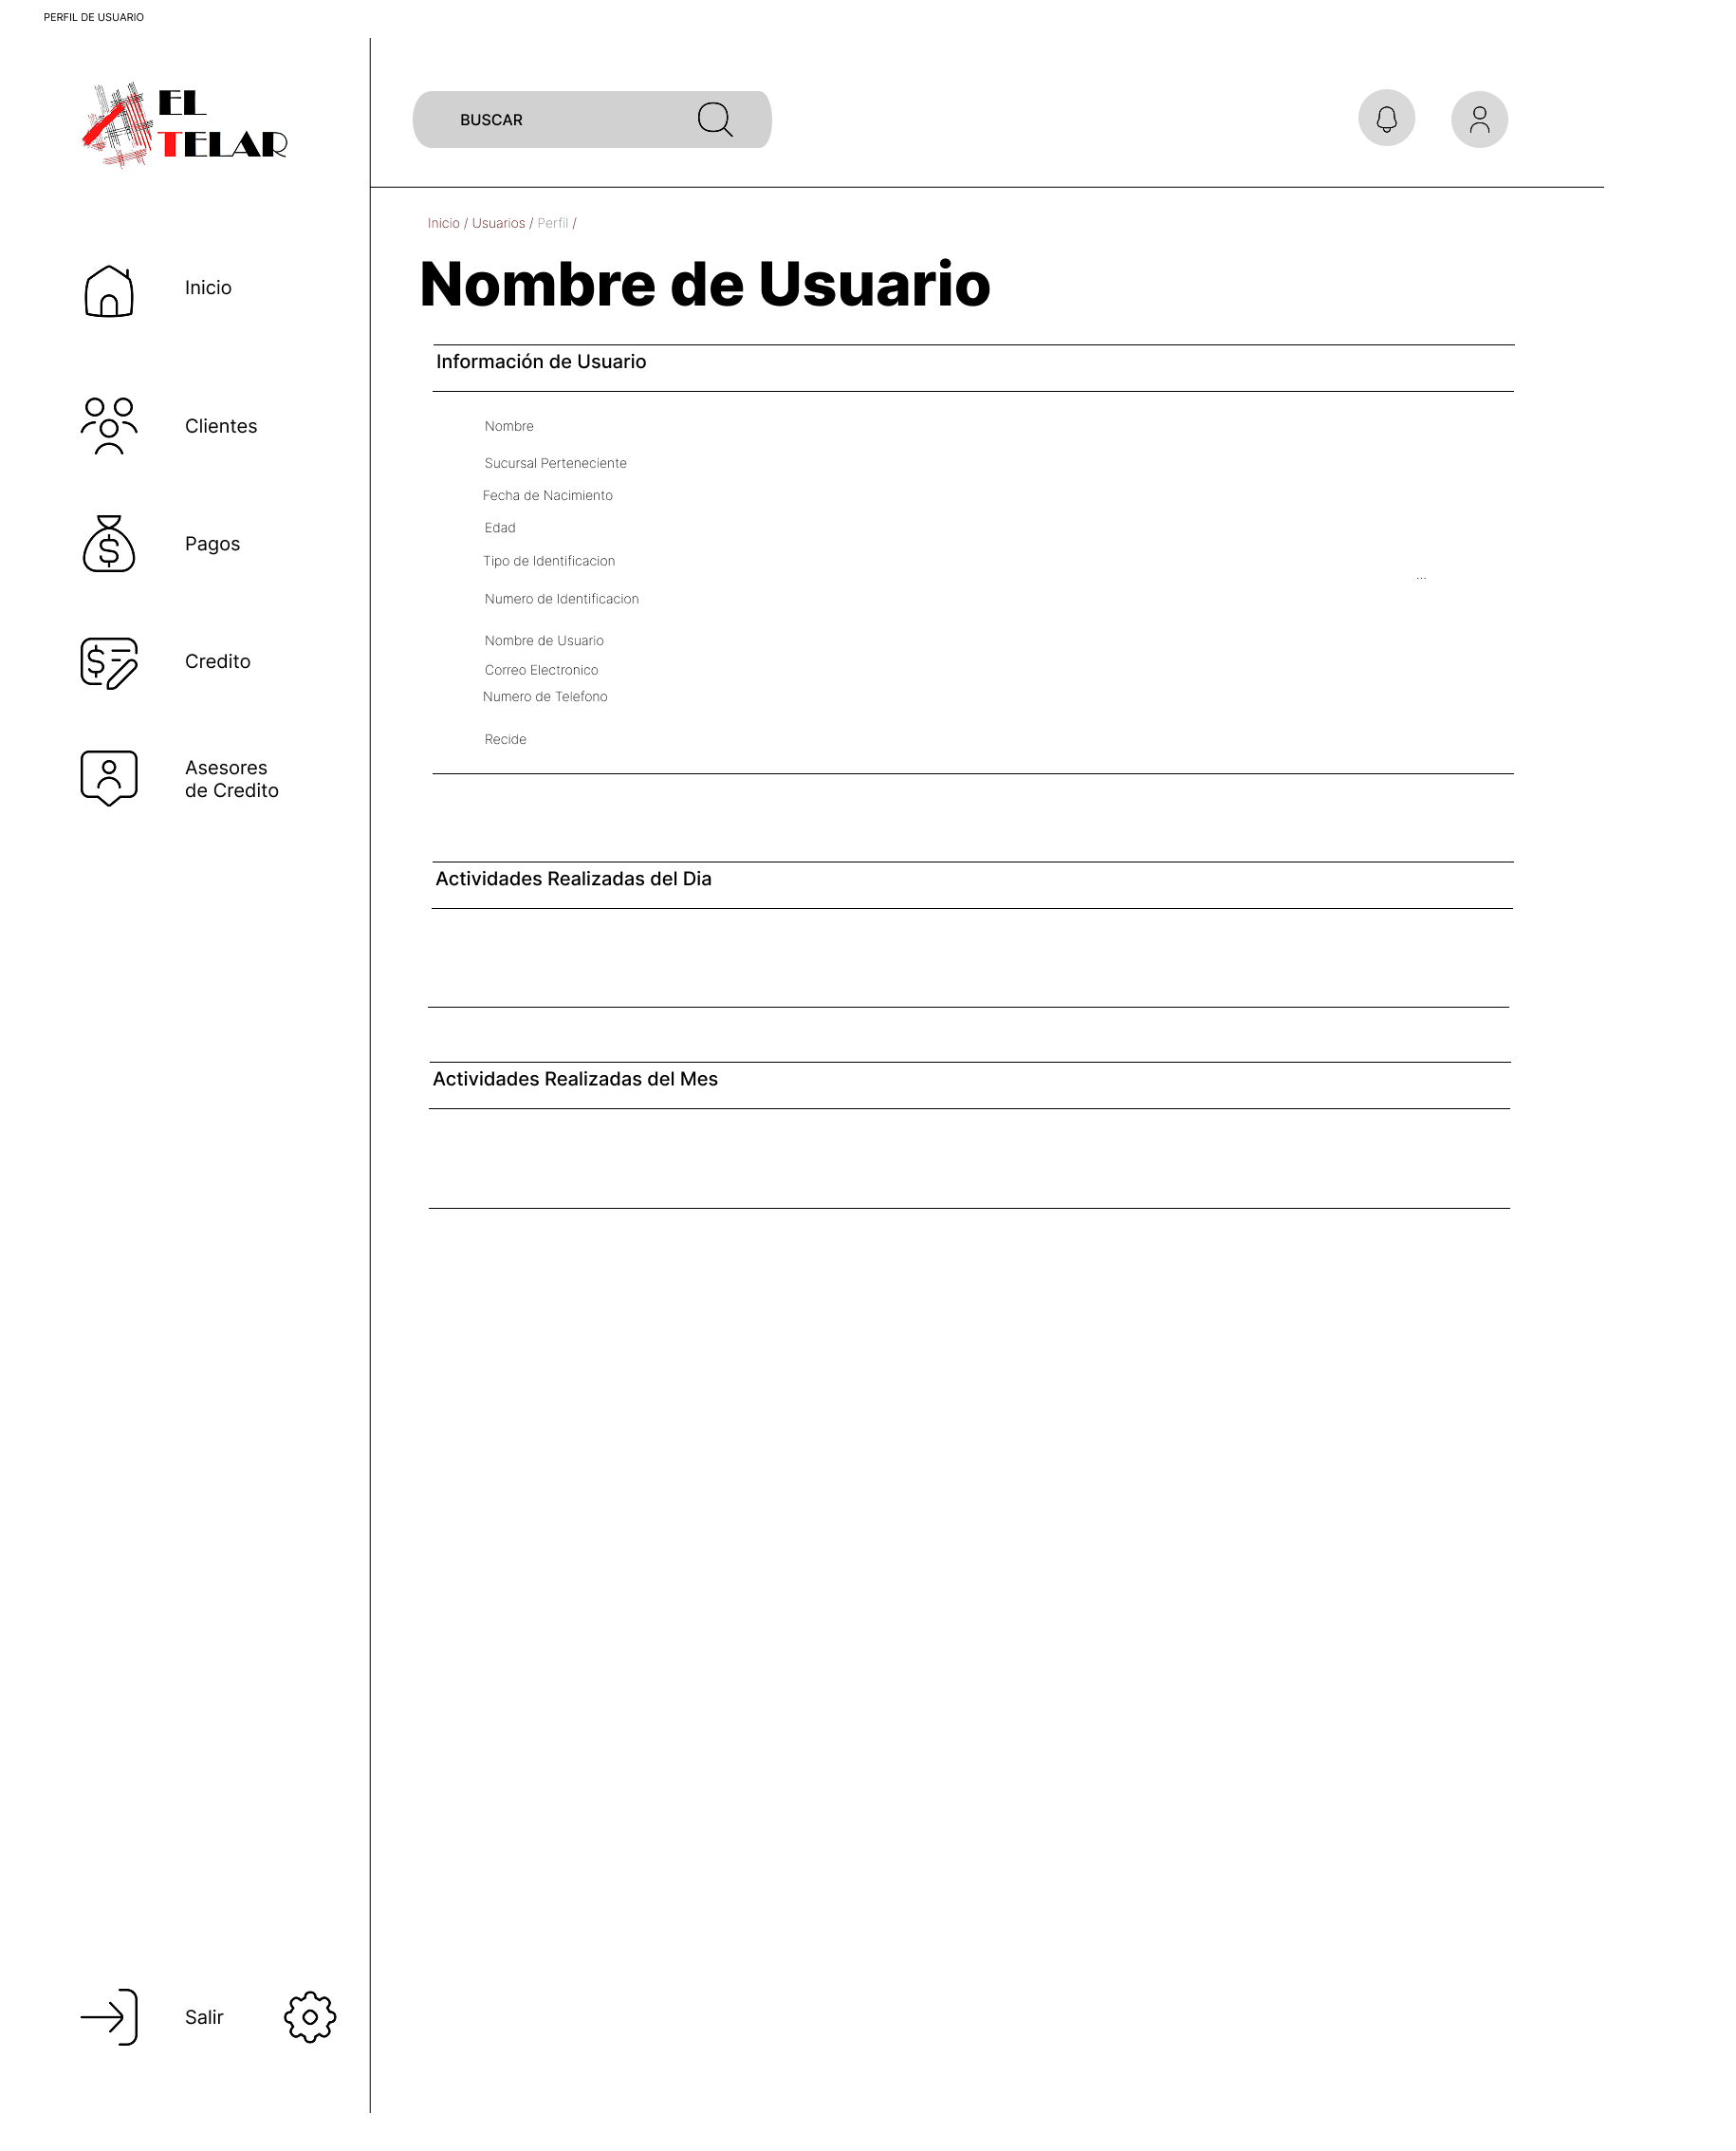 PERFIL DE USUARIO
EL
TELAR
BUSCAR
Inicio / Usuarios / Perfil /
Nombre de Usuario
Inicio
Clientes
Pagos
Credito
Asesores
de Credito
Información de Usuario
Nombre
Sucursal Perteneciente
Fecha de Nacimiento
Edad
Tipo de Identificacion
...
Numero de Identificacion
Nombre de Usuario
Correo Electronico
Numero de Telefono
Recide
Actividades Realizadas del Dia
Actividades Realizadas del Mes
Salir